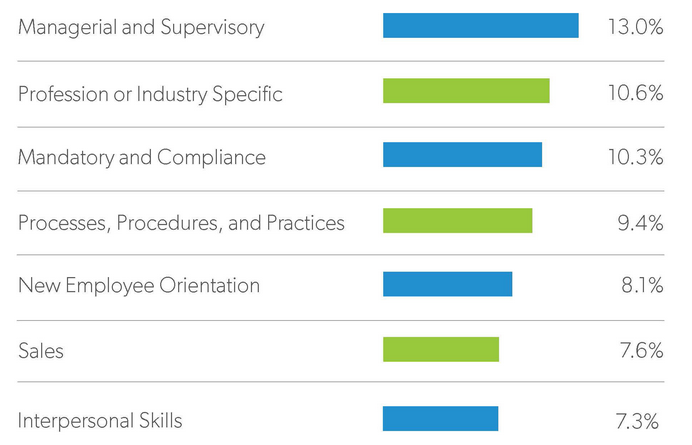 Managerial and Supervisory 13.0%
Profession or Industry Specific 10.6%
Mandatory and Compliance 10.3%
Processes, Procedures, and Practices 9.4%
New Employee Orientation 8.1%
Sales 7.6%
Interpersonal Skills 7.3%